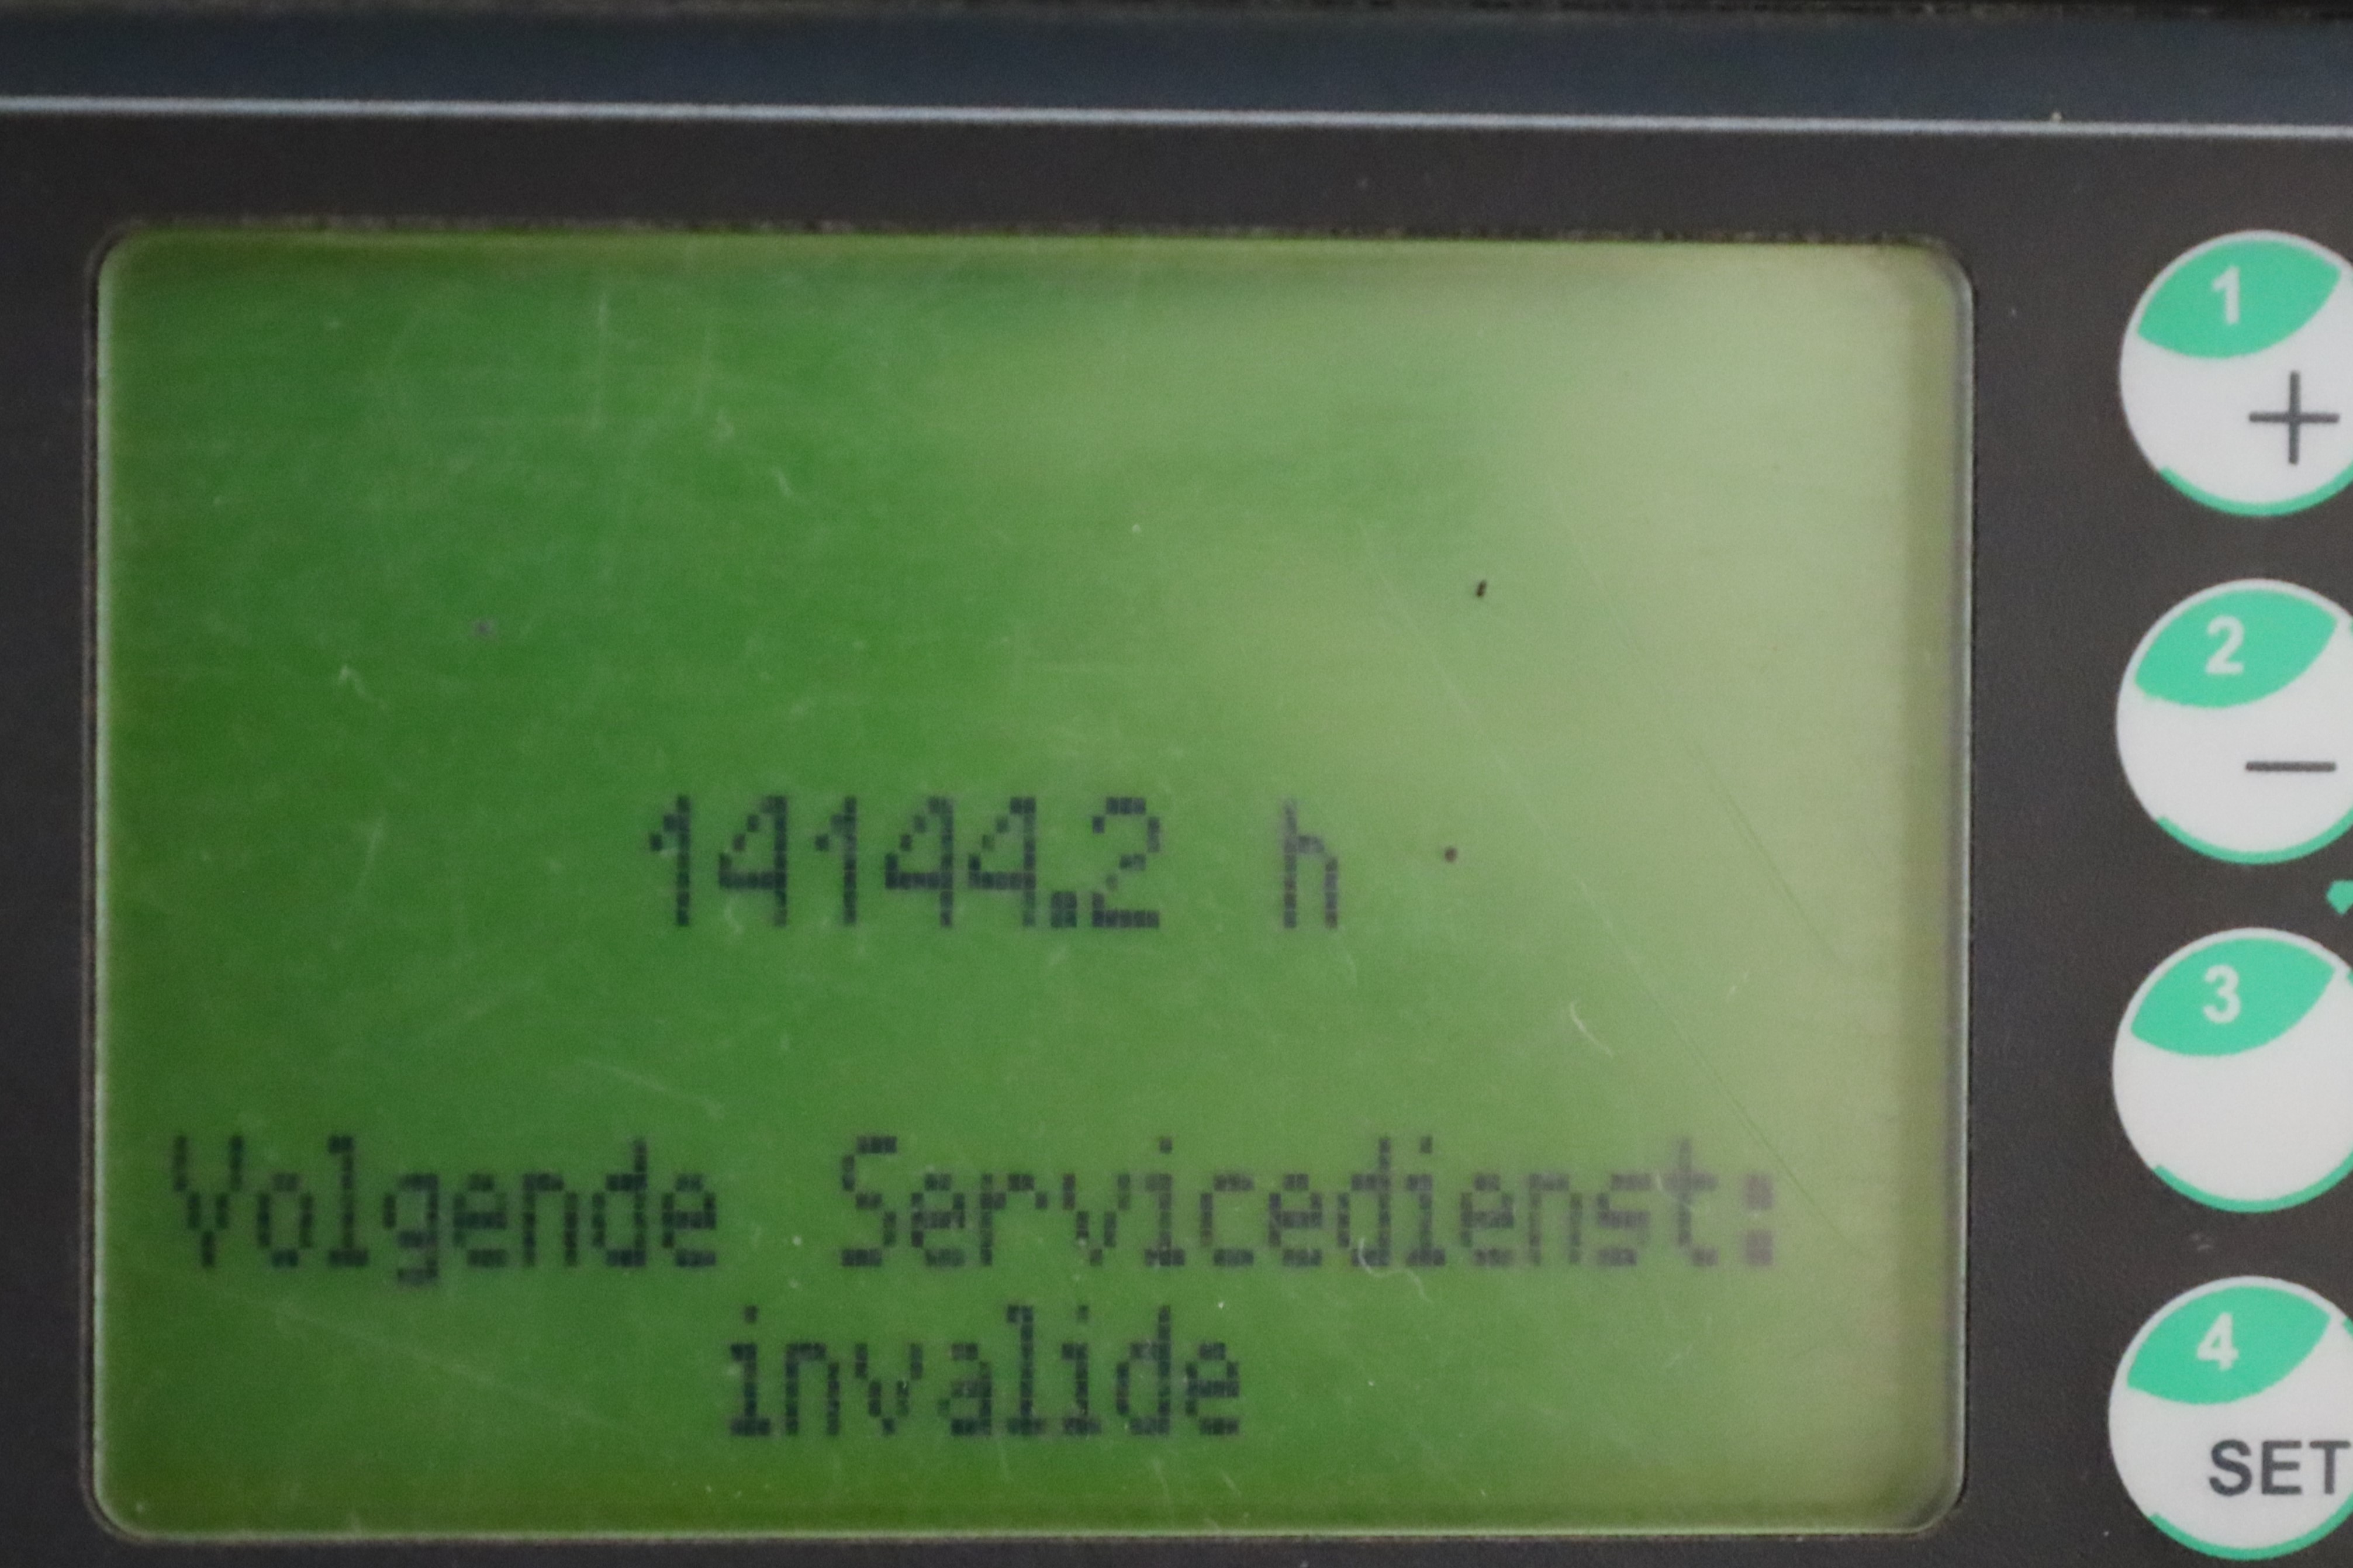 14144.2 h
Volgende Servicedienst:
invalide
1
+
2
−
3
4
SET